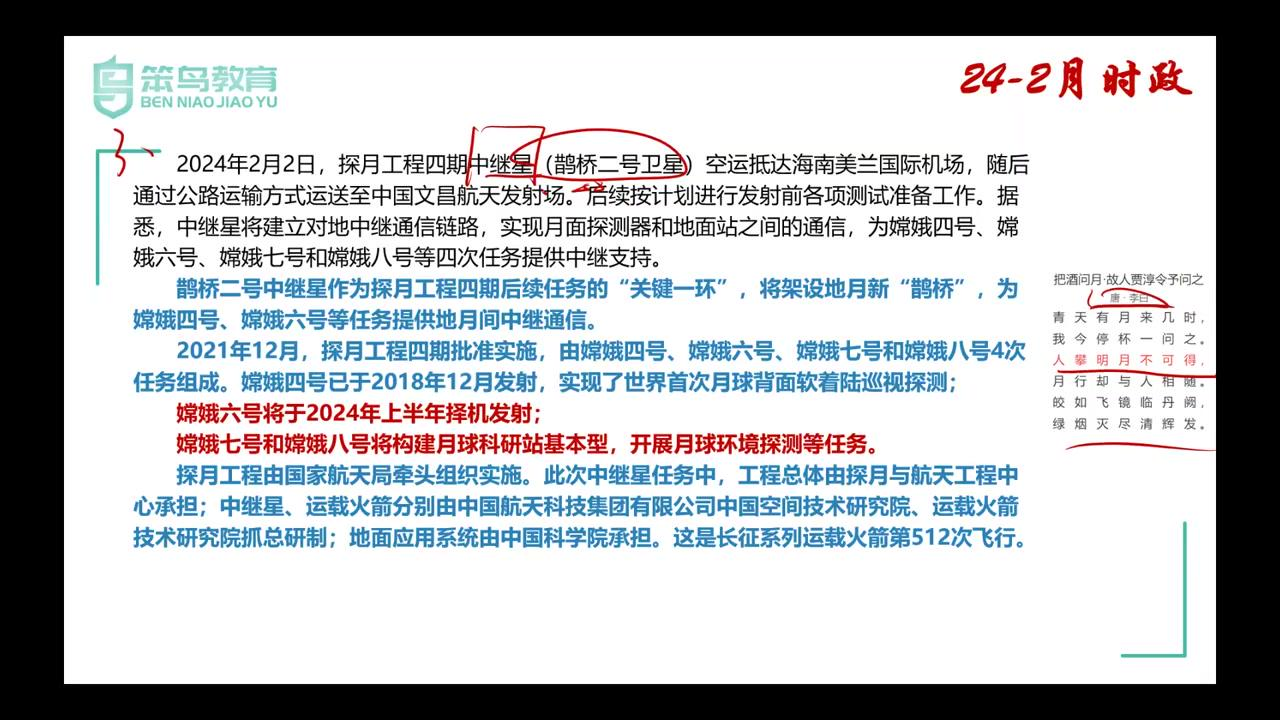 笨鸟教育
BEN NIAO JIAO YU
24-2月时政
3、
2024年2月2日，探月工程四期中继星（鹊桥二号卫星）空运抵达海南美兰国际机场，随后
通过公路运输方式运送至中国文昌航天发射场。后续按计划进行发射前各项测试准备工作。据
悉，中继星将建立对地中继通信链路，实现月面探测器和地面站之间的通信，为嫦娥四号、嫦
娥六号、嫦娥七号和嫦娥八号等四次任务提供中继支持。
鹊桥二号中继星作为探月工程四期后续任务的“关键一环”，将架设地月新“鹊桥”，为
嫦娥四号、嫦娥六号等任务提供地月间中继通信。
2021年12月，探月工程四期批准实施，由嫦娥四号、嫦娥六号、嫦娥七号和嫦娥八号4次
任务组成。嫦娥四号已于2018年12月发射，实现了世界首次月球背面软着陆巡视探测；
嫦娥六号将于2024年上半年择机发射；
嫦娥七号和嫦娥八号将构建月球科研站基本型，开展月球环境探测等任务。
探月工程由国家航天局牵头组织实施。此次中继星任务中，工程总体由探月与航天工程中
心承担；中继星、运载火箭分别由中国航天科技集团有限公司中国空间技术研究院、运载火箭
技术研究院抓总研制；地面应用系统由中国科学院承担。这是长征系列运载火箭第512次飞行。
把酒问月·故人贾淳令予问之
唐·李白
青天有月来几时，
我今停杯一问之。
人攀明月不可得，
月行却与人相随。
皎如飞镜临丹阙，
绿烟灭尽清辉发。